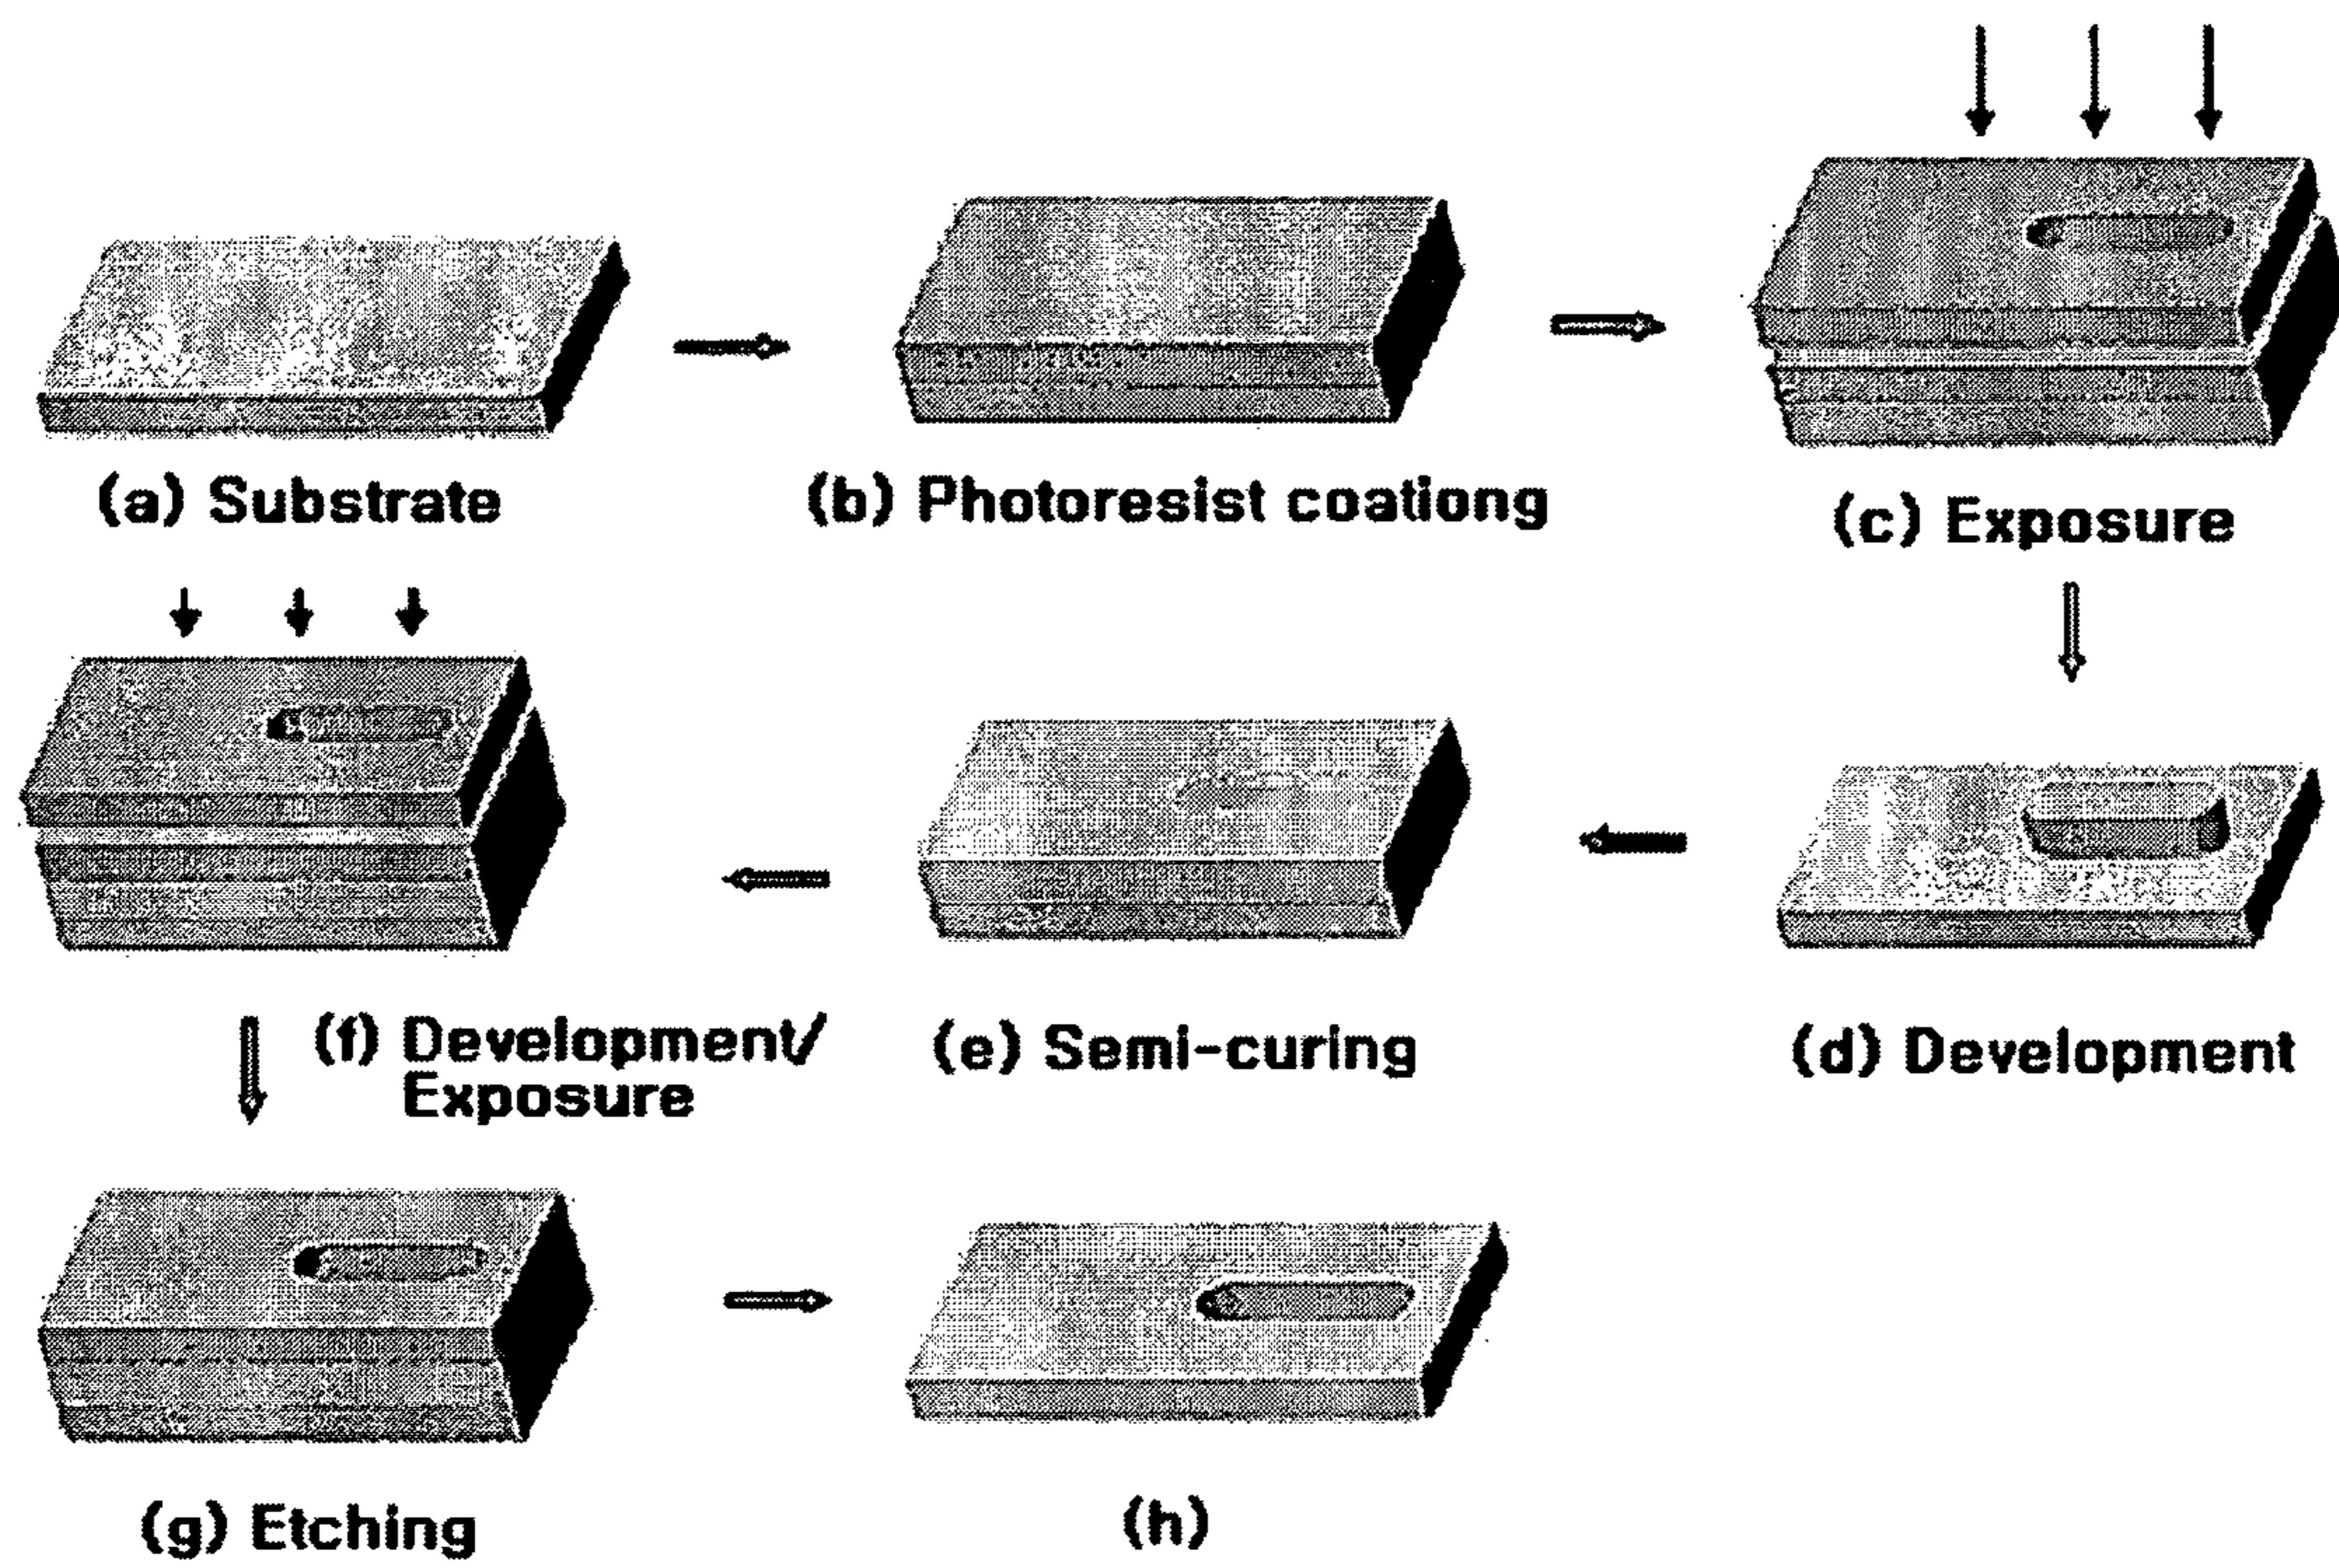 (a) Substrate
(b) Photoresist coationg
(c) Exposure
(f) Development/
Exposure
(e) Semi-curing
(d) Development
(g) Etching
(h)